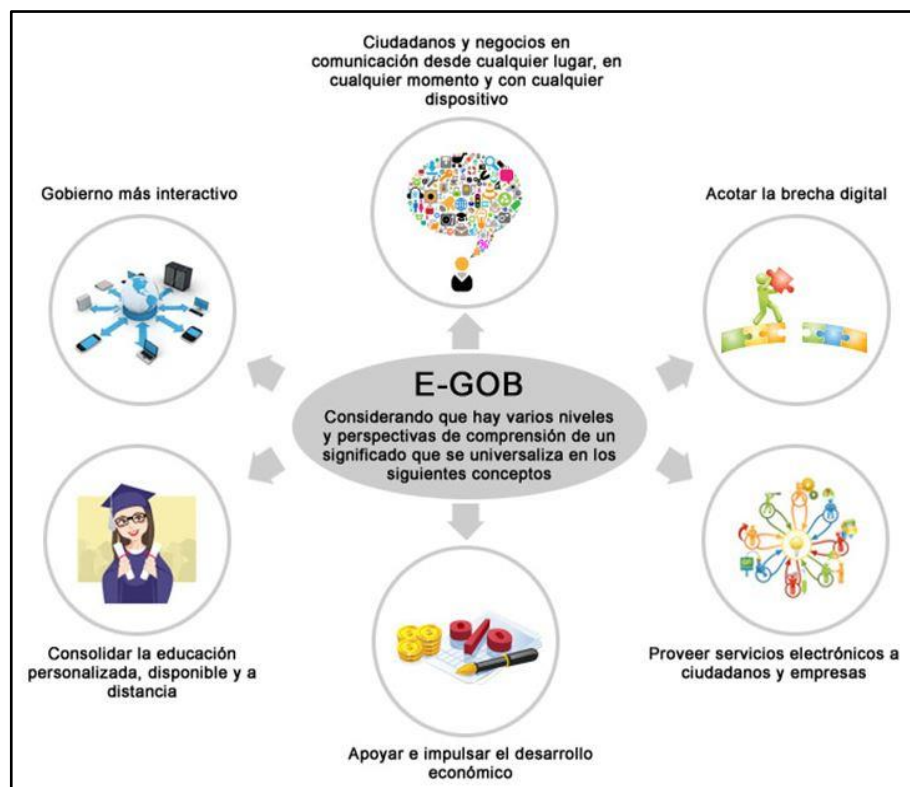 Ciudadanos y negocios en
comunicación desde cualquier lugar, en
cualquier momento y con cualquier
dispositivo
Gobierno más interactivo
Acotar la brecha digital
E-GOB
Considerando que hay varios niveles
y perspectivas de comprensión de un
significado que se universaliza en los
siguientes conceptos
Consolidar la educación
personalizada, disponible y a
distancia
Proveer servicios electrónicos a
ciudadanos y empresas
Apoyar e impulsar el desarrollo
económico